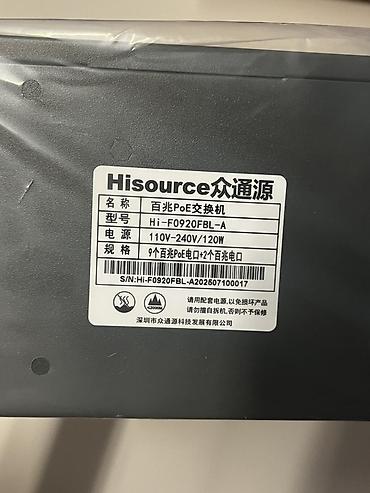 Hisource众通源
名称 百兆PoE交换机
型号 Hi-F0920FBL-A
电源 110V-240V/120W
规格 9个百兆PoE电口+2个百兆电口
S/N:Hi-F0920FBL-A202507100017
请用配套电源,以免损坏产品
请勿擅自拆机,否则不予保修
深圳市众通源科技发展有限公司